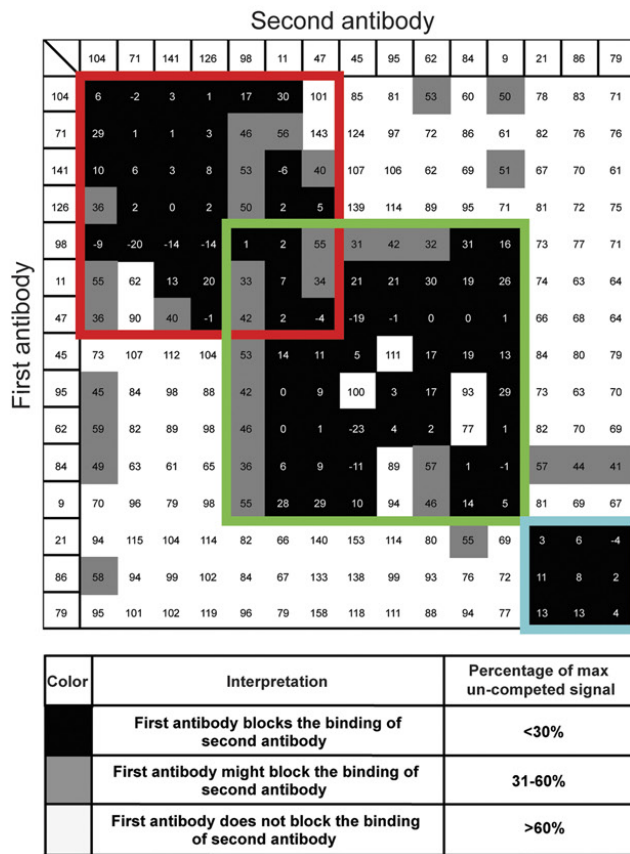 Second antibody
First antibody
104 71 141 126 98 11 47 45 95 62 84 9 21 86 79
104 6 -2 3 1 17 30 101 85 81 53 60 50 78 83 71
71 29 1 1 3 46 56 143 124 97 72 86 61 82 76 76
141 10 6 3 8 53 -6 40 107 106 62 69 51 67 70 61
126 36 2 0 2 50 2 5 139 114 89 95 71 81 72 75
98 -9 -20 -14 -14 1 2 55 31 42 32 31 16 73 77 71
11 55 62 13 20 33 7 34 21 21 30 19 26 74 63 64
47 36 90 40 -1 42 2 -4 -19 -1 0 0 1 66 68 64
45 73 107 112 104 53 14 11 5 111 17 19 13 84 80 79
95 45 84 98 88 42 0 9 100 3 17 93 29 73 63 70
62 59 82 89 98 46 0 1 -23 4 2 77 1 82 70 69
84 49 63 61 65 36 6 9 -11 89 57 1 -1 57 44 41
9 70 96 79 98 55 28 29 10 94 46 14 5 81 69 67
21 94 115 104 114 82 66 140 153 114 80 55 69 3 6 -4
86 58 94 99 102 84 67 133 138 99 93 76 72 11 8 2
79 95 101 102 119 96 79 158 118 111 88 94 77 13 13 4
Color Interpretation Percentage of max
un-competed signal
First antibody blocks the binding of
second antibody
<30%
First antibody might block the binding of
second antibody
31-60%
First antibody does not block the binding
of second antibody
>60%